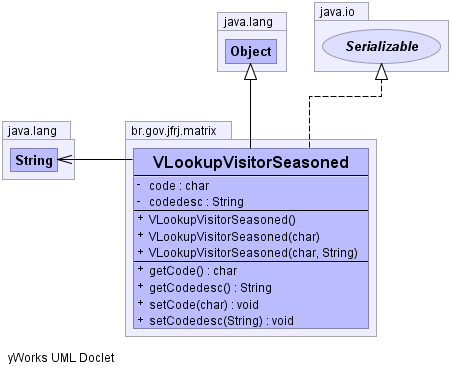 java.lang
Object
java.io
Serializable
java.lang
String
br.gov.jfrj.matrix
VLookupVisitorSeasoned
- code : char
- codedesc : String
+ VLookupVisitorSeasoned()
+ VLookupVisitorSeasoned(char)
+ VLookupVisitorSeasoned(char, String)
+ getCode() : char
+ getCodedesc() : String
+ setCode(char) : void
+ setCodedesc(String) : void
yWorks UML Doclet